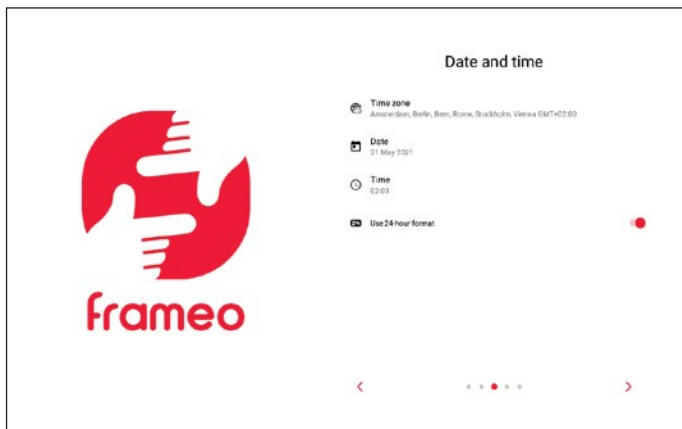 Date and time
Time zone
Amsterdam, Berlin, Bern, Rome, Stockholm, Vienna GMT+02:00
Date
21 May 2021
Time
02:03
Use 24-hour format
frameo